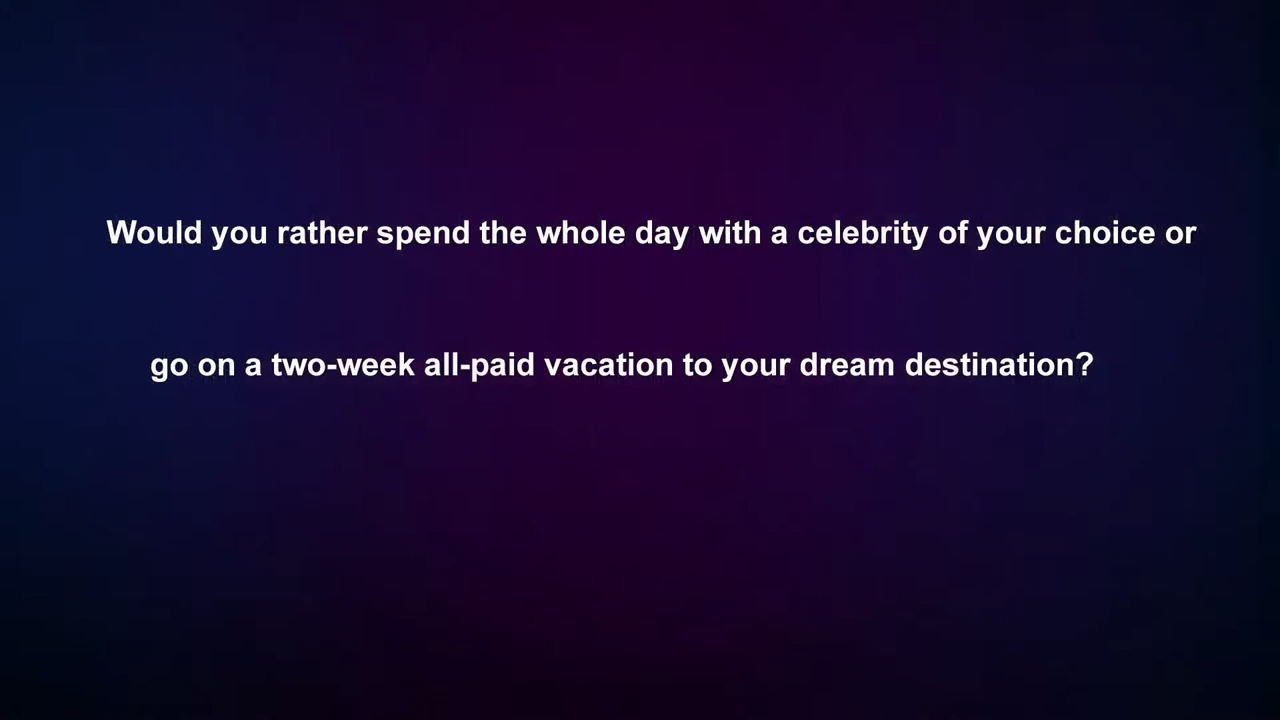 Would you rather spend the whole day with a celebrity of your choice or
go on a two-week all-paid vacation to your dream destination?